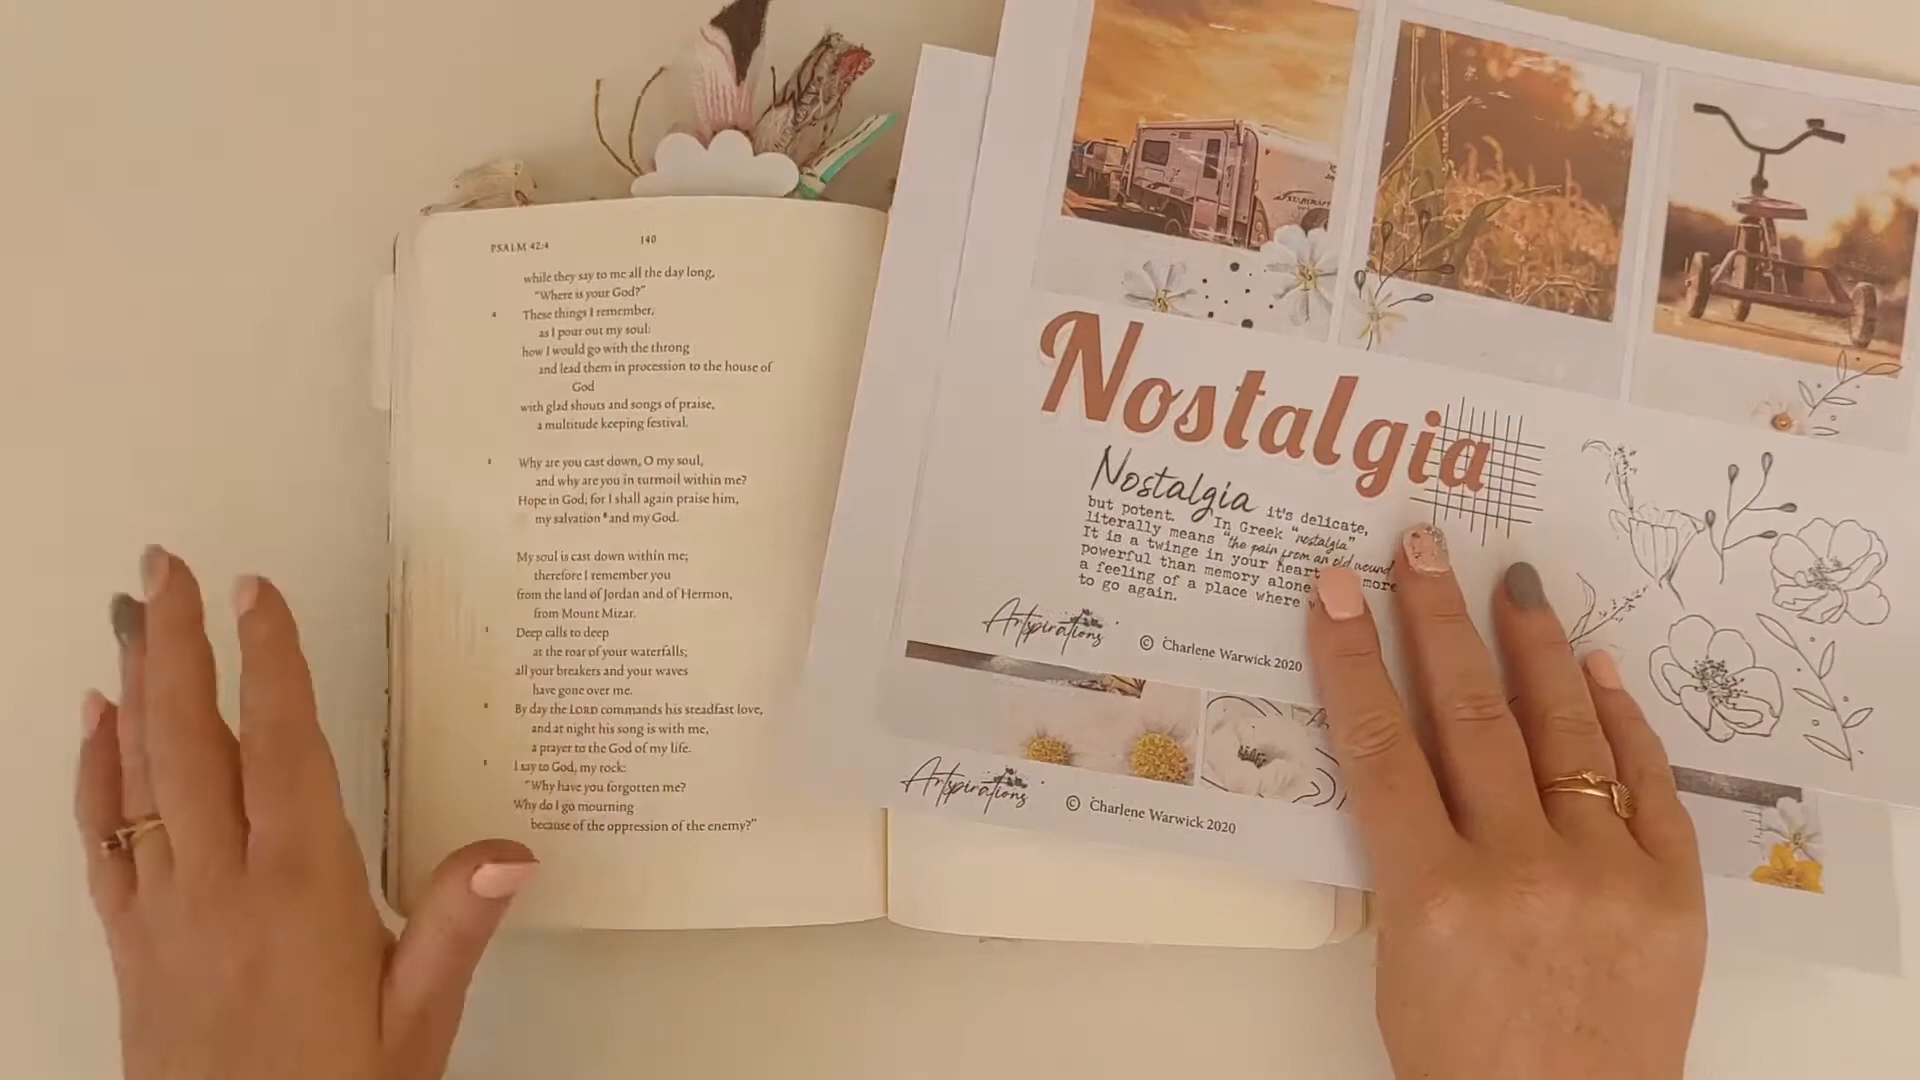 PSALM 42:4
140
while they say to me all the day long,
"Where is your God?"
4 These things I remember,
as I pour out my soul:
how I would go with the throng
and lead them in procession to the house of
God
with glad shouts and songs of praise,
a multitude keeping festival.
Why are you cast down, O my soul,
and why are you in turmoil within me?
Hope in God; for I shall again praise him,
my salvation and my God.
My soul is cast down within me;
therefore I remember you
from the land of Jordan and of Hermon,
from Mount Mizar.
Deep calls to deep
at the roar of your waterfalls;
all your breakers and your waves
have gone over me.
By day the LORD commands his steadfast love,
and at night his song is with me,
a prayer to the God of my life.
I say to God, my rock:
"Why have you forgotten me?
Why do I go mourning
because of the oppression of the enemy?"
STARCRAFT
Nostalgia
Nostalgia it's delicate,
but potent. In Greek "nostalgia"
literally means "the pain from an old wound
It is a twinge in your heart more
powerful than memory alone
a feeling of a place where
to go again.
Artspirations © Charlene Warwick 2020
Artspirations © Charlene Warwick 2020